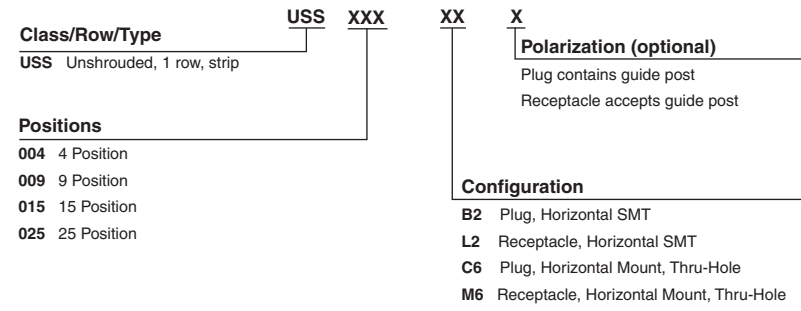 USS XXX XX X
Class/Row/Type
USS Unshrouded, 1 row, strip
Positions
004 4 Position
009 9 Position
015 15 Position
025 25 Position
Polarization (optional)
Plug contains guide post
Receptacle accepts guide post
Configuration
B2 Plug, Horizontal SMT
L2 Receptacle, Horizontal SMT
C6 Plug, Horizontal Mount, Thru-Hole
M6 Receptacle, Horizontal Mount, Thru-Hole